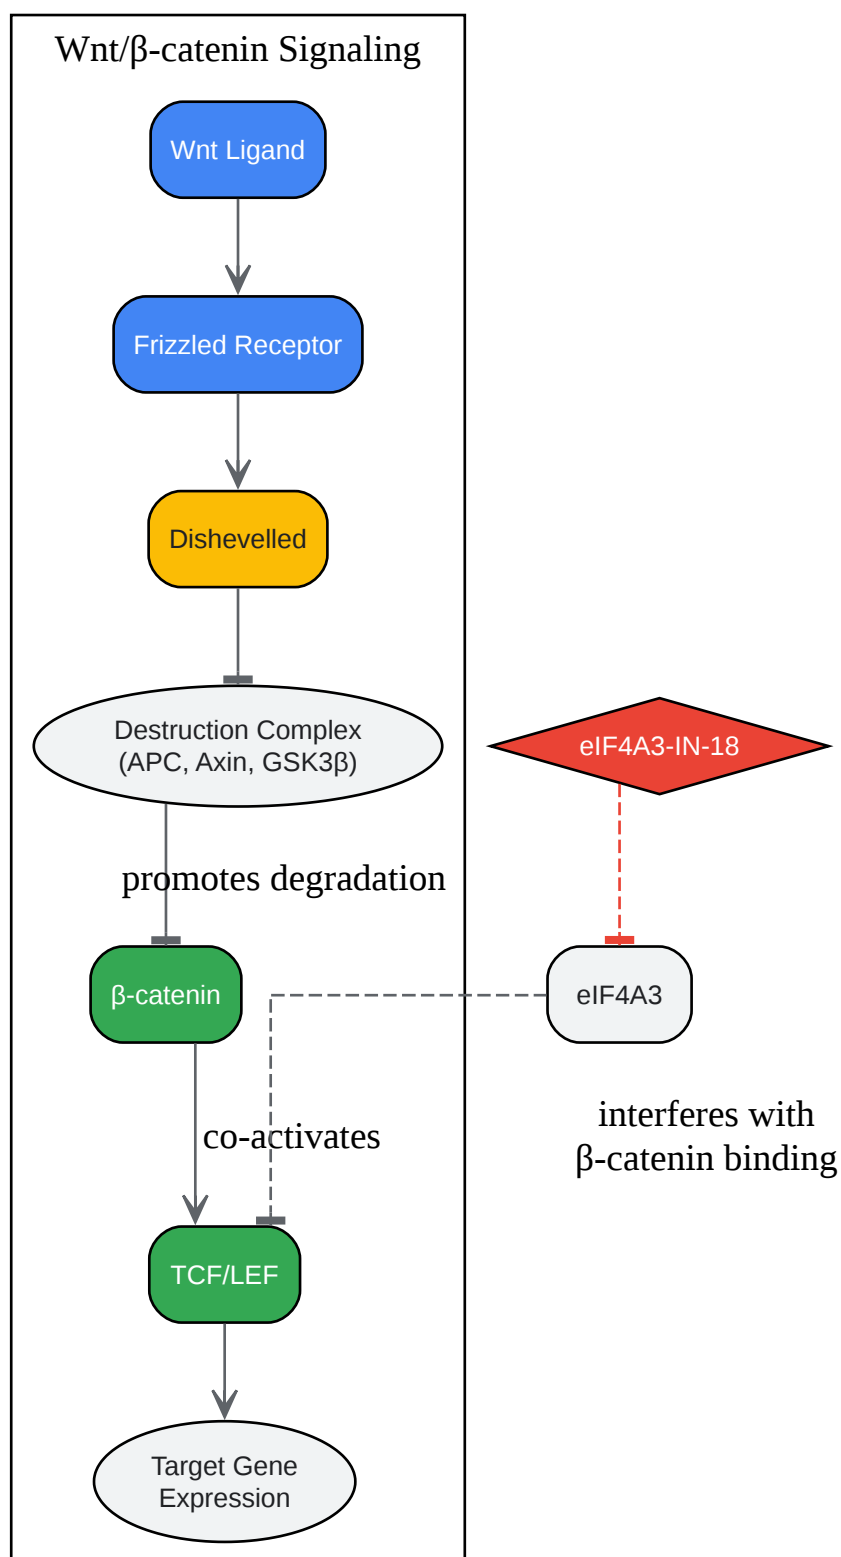 Wnt/β-catenin Signaling
Wnt Ligand
Frizzled Receptor
Dishevelled
Destruction Complex
(APC, Axin, GSK3β)
eIF4A3-IN-18
promotes degradation
β-catenin
eIF4A3
interferes with
β-catenin binding
co-activates
TCF/LEF
Target Gene
Expression